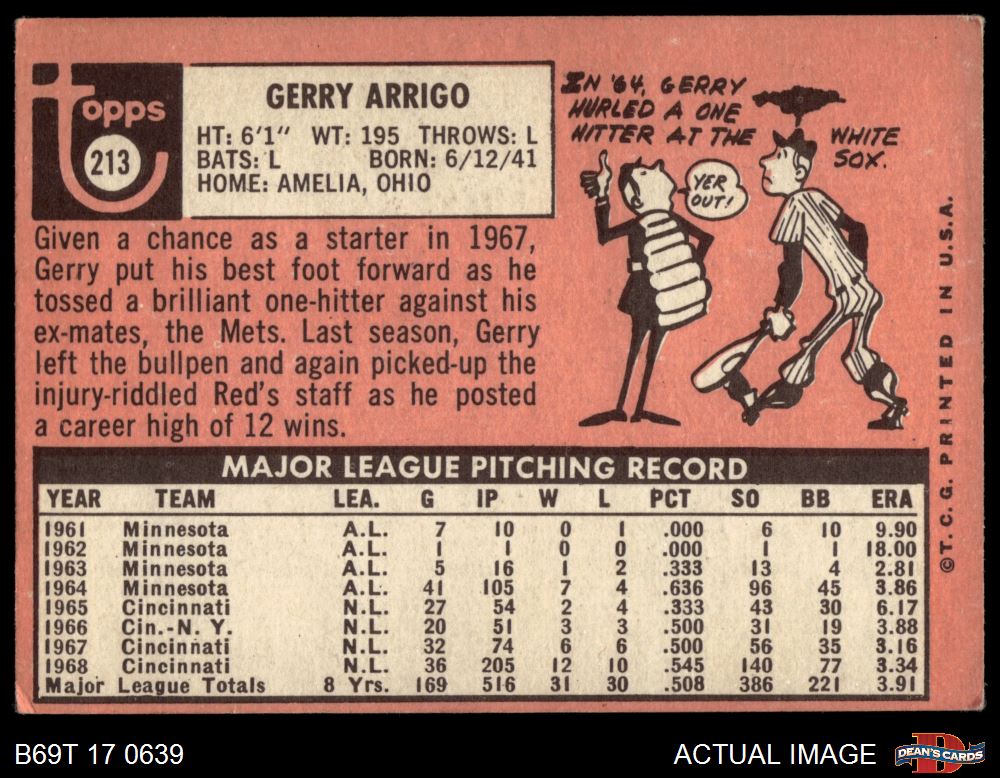 topps
213
GERRY ARRIGO
HT: 6'1" WT: 195 THROWS: L
BATS: L BORN: 6/12/41
HOME: AMELIA, OHIO
IN '64, GERRY
HURLED A ONE
HITTER AT THE WHITE
SOX.
YER
OUT!
Given a chance as a starter in 1967,
Gerry put his best foot forward as he
tossed a brilliant one-hitter against his
ex-mates, the Mets. Last season, Gerry
left the bullpen and again picked-up the
injury-riddled Red's staff as he posted
a career high of 12 wins.
MAJOR LEAGUE PITCHING RECORD
YEAR TEAM LEA. G IP W L PCT SO BB ERA
1961 Minnesota A.L. 7 10 0 1 .000 6 10 9.90
1962 Minnesota A.L. 1 1 0 0 .000 1 1 18.00
1963 Minnesota A.L. 5 16 1 2 .333 13 4 2.81
1964 Minnesota A.L. 41 105 7 4 .636 96 45 3.86
1965 Cincinnati N.L. 27 54 2 4 .333 43 30 6.17
1966 Cin.-N. Y. N.L. 20 51 3 3 .500 31 19 3.88
1967 Cincinnati N.L. 32 74 6 6 .500 56 35 3.16
1968 Cincinnati N.L. 36 205 12 10 .545 140 77 3.34
Major League Totals 8 Yrs. 169 516 31 30 .508 386 221 3.91
© T. C. G. PRINTED IN U.S.A.
B69T 17 0639
ACTUAL IMAGE
DEAN'S CARDS